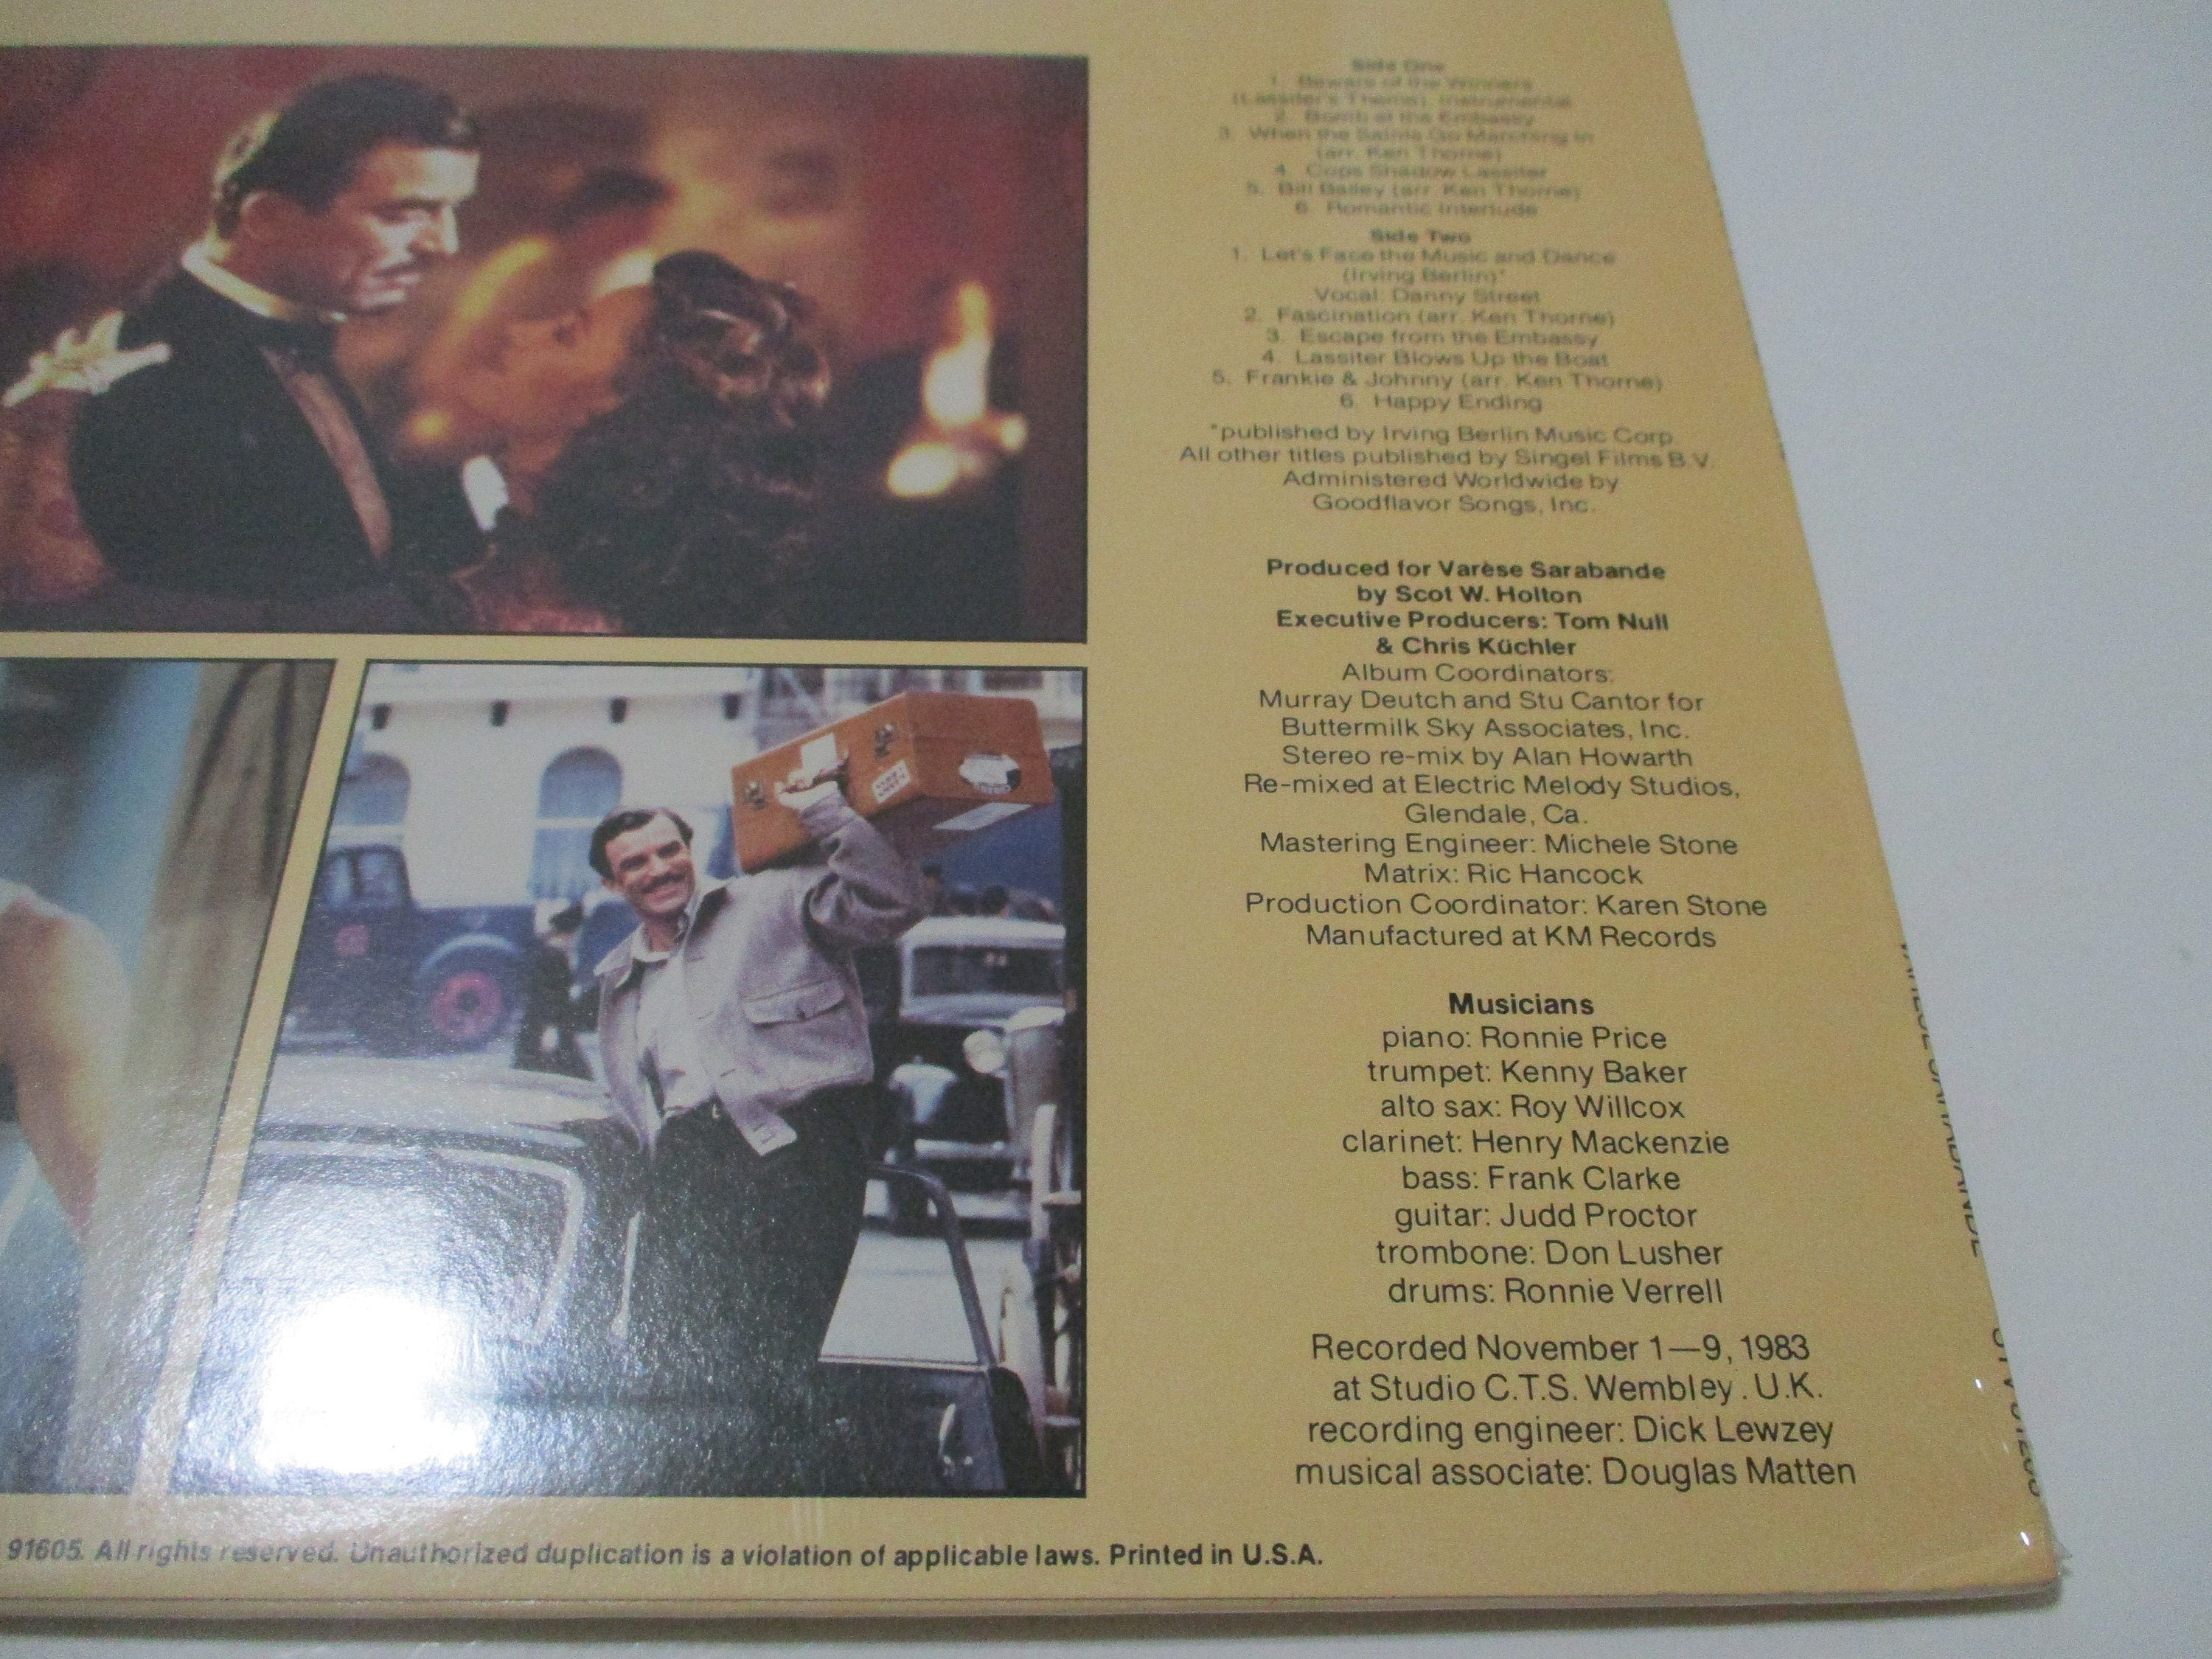 Side One
1. Beware of the Winners
(Lassiter's Theme), Instrumental
2. Bomb at the Embassy
3. When the Saints Go Marching In
(arr. Ken Thorne)
4. Cops Shadow Lassiter
5. Bill Bailey (arr. Ken Thorne)
6. Romantic Interlude
Side Two
1. Let's Face the Music and Dance
(Irving Berlin)*
Vocal: Danny Street
2. Fascination (arr. Ken Thorne)
3. Escape from the Embassy
4. Lassiter Blows Up the Boat
5. Frankie & Johnny (arr. Ken Thorne)
6. Happy Ending
*published by Irving Berlin Music Corp.
All other titles published by Singel Films B.V.
Administered Worldwide by
Goodflavor Songs, Inc.
Produced for Varèse Sarabande
by Scot W. Holton
Executive Producers: Tom Null
& Chris Küchler
Album Coordinators:
Murray Deutch and Stu Cantor for
Buttermilk Sky Associates, Inc.
Stereo re-mix by Alan Howarth
Re-mixed at Electric Melody Studios,
Glendale, Ca.
Mastering Engineer: Michele Stone
Matrix: Ric Hancock
Production Coordinator: Karen Stone
Manufactured at KM Records
Musicians
piano: Ronnie Price
trumpet: Kenny Baker
alto sax: Roy Willcox
clarinet: Henry Mackenzie
bass: Frank Clarke
guitar: Judd Proctor
trombone: Don Lusher
drums: Ronnie Verrell
Recorded November 1—9, 1983
at Studio C.T.S. Wembley. U.K.
recording engineer: Dick Lewzey
musical associate: Douglas Matten
91605. All rights reserved. Unauthorized duplication is a violation of applicable laws. Printed in U.S.A.
VARESE SARABANDE